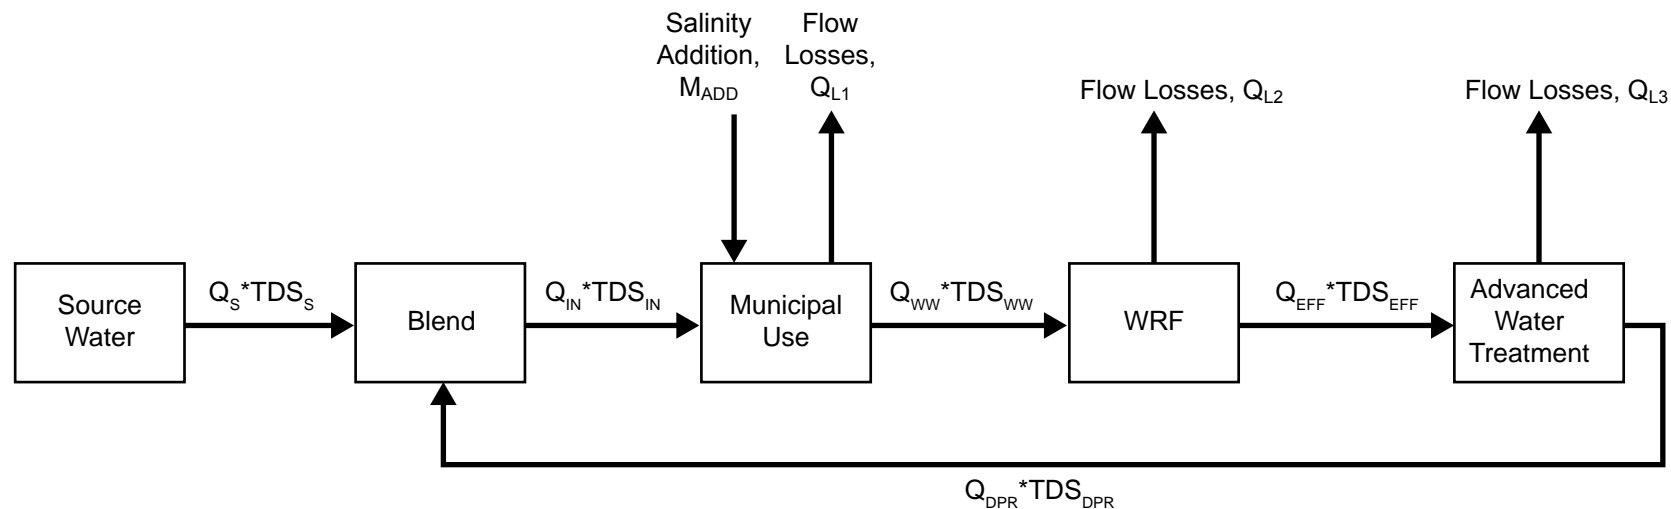 Salinity
Addition,
M_ADD
Flow
Losses,
Q_L1
Flow Losses, Q_L2
Flow Losses, Q_L3
Source
Water
Q_S*TDS_S
Blend
Q_IN*TDS_IN
Municipal
Use
Q_WW*TDS_WW
WRF
Q_EFF*TDS_EFF
Advanced
Water
Treatment
Q_DPR*TDS_DPR